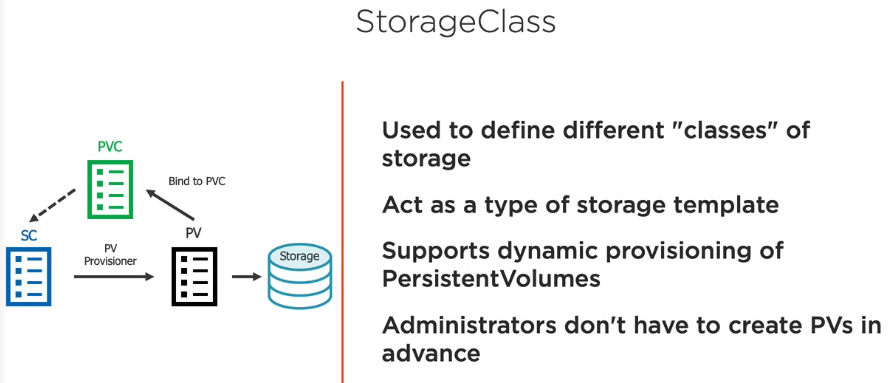 StorageClass
PVC
Bind to PVC
SC
PV
Provisioner
PV
Storage
Used to define different "classes" of
storage
Act as a type of storage template
Supports dynamic provisioning of
PersistentVolumes
Administrators don't have to create PVs in
advance